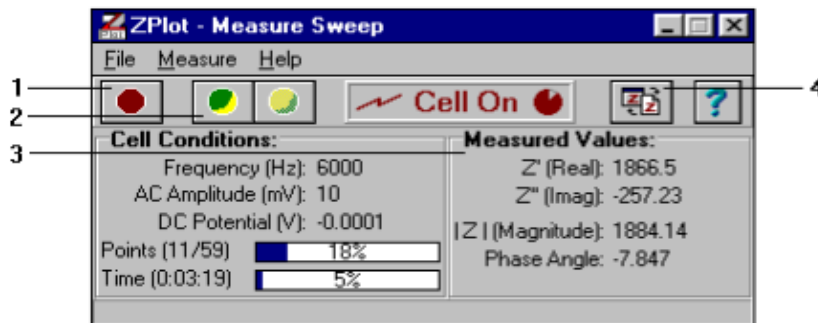 ZPlot - Measure Sweep
File Measure Help
1
2
Cell On
4
?
3
Cell Conditions:
Frequency (Hz): 6000
AC Amplitude (mV): 10
DC Potential (V): -0.0001
Points (11/59) 18%
Time (0:03:19) 5%
Measured Values:
Z' (Real): 1866.5
Z'' (Imag): -257.23
|Z| (Magnitude): 1884.14
Phase Angle: -7.847